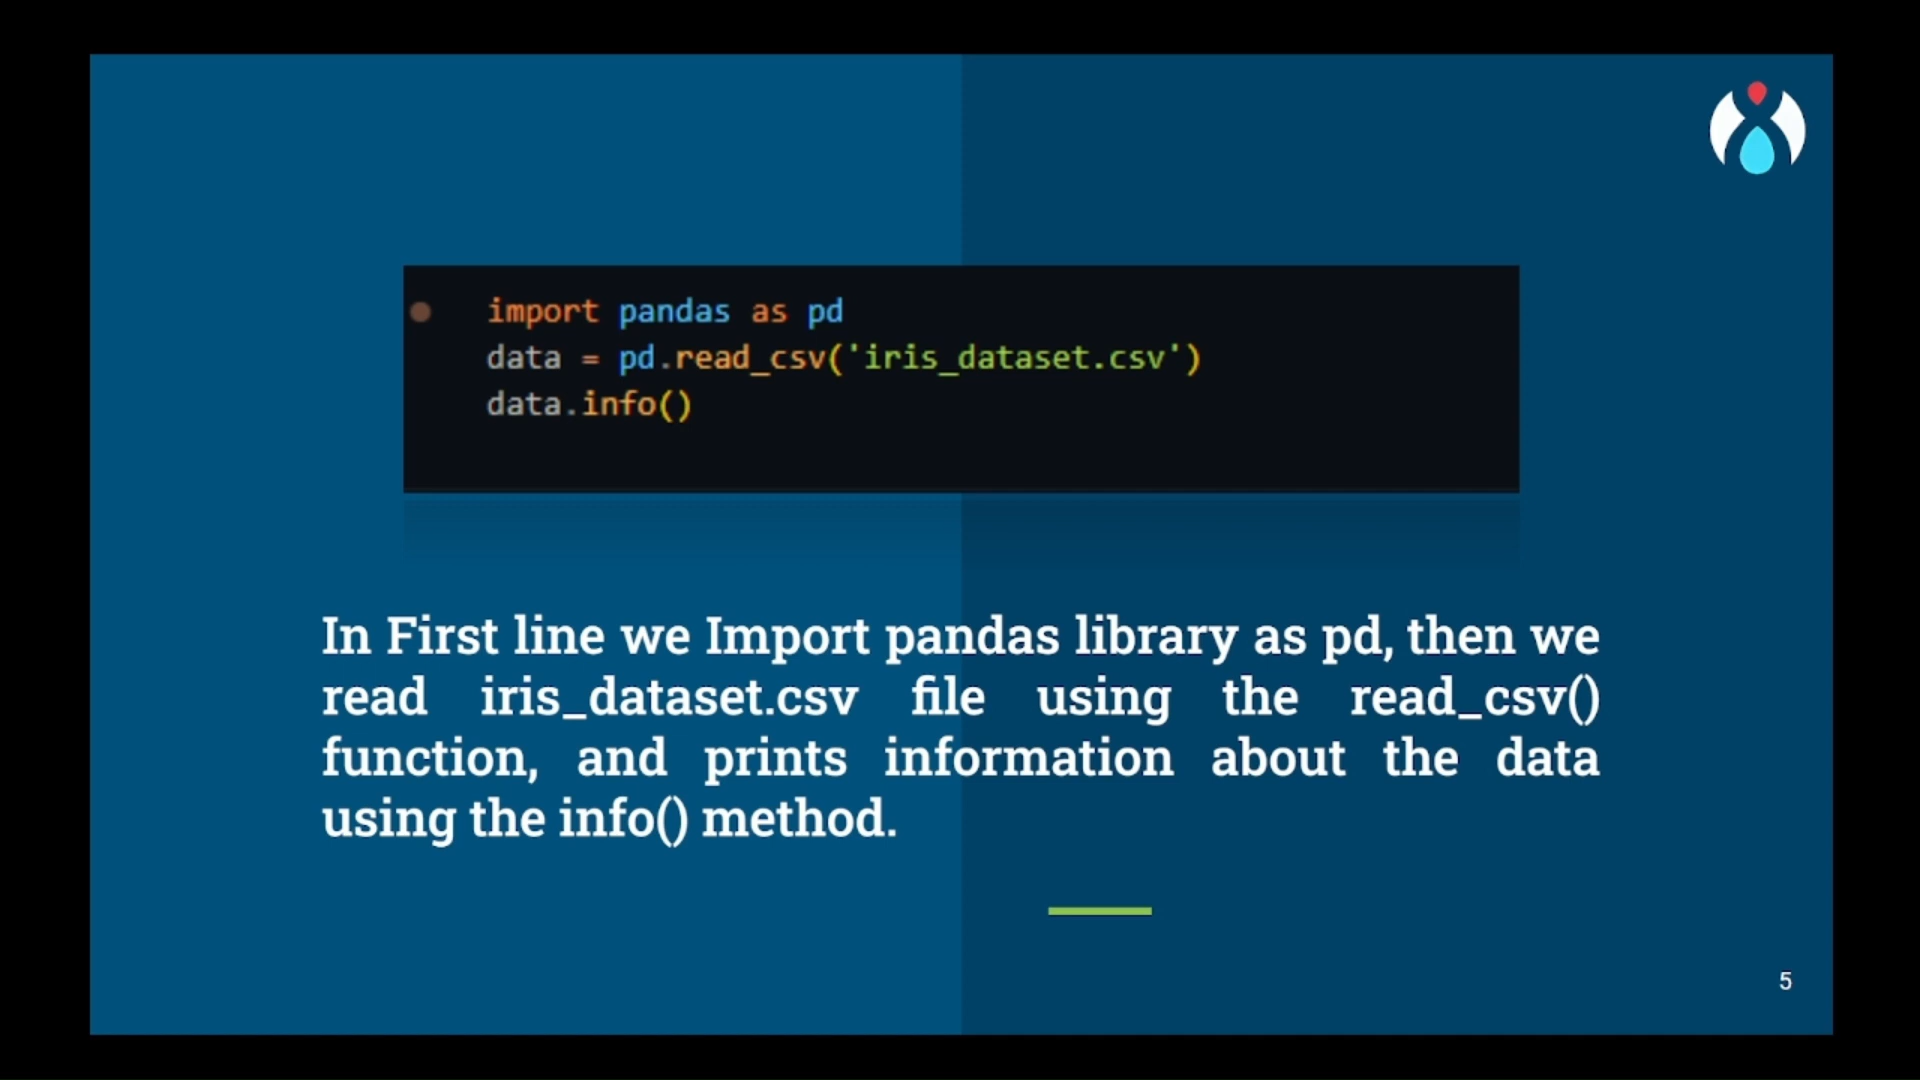 import pandas as pd
data = pd.read_csv('iris_dataset.csv')
data.info()
In First line we Import pandas library as pd, then we
read iris_dataset.csv file using the read_csv()
function, and prints information about the data
using the info() method.
5